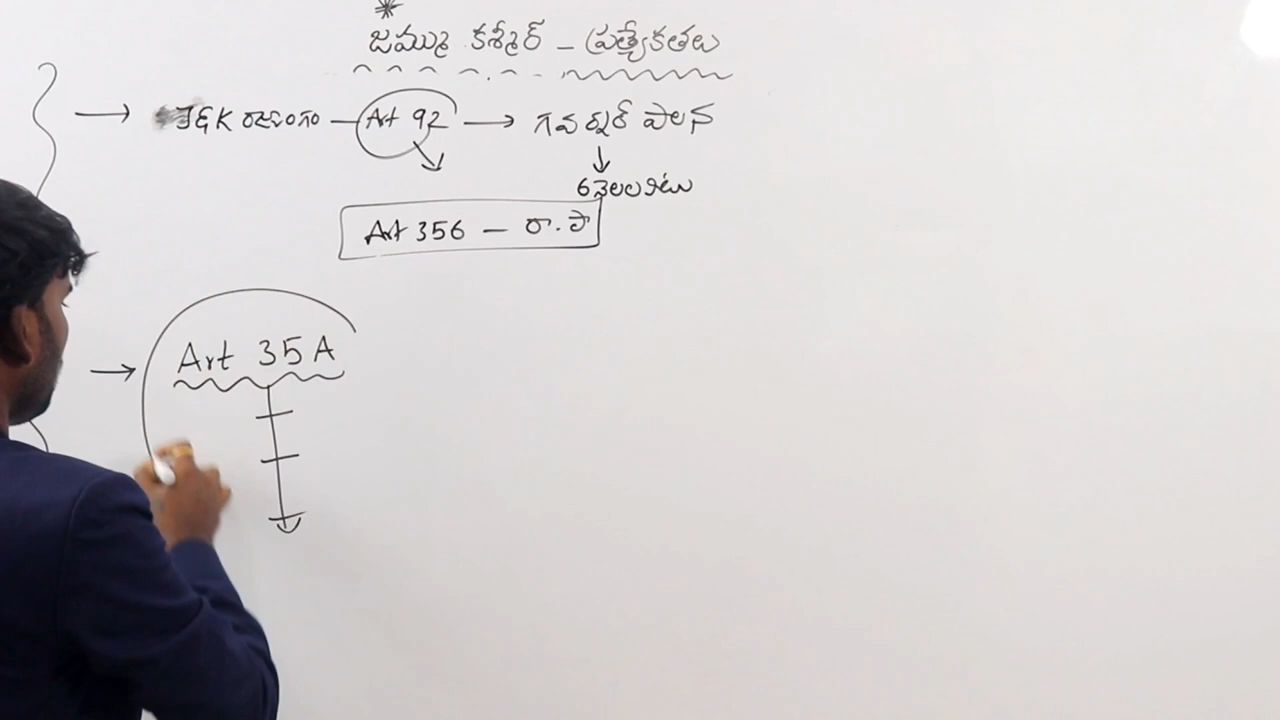 * జమ్ము కశ్మీర్ – ప్రత్యేకతలు
→ J&K రాజ్యాంగం – Art 92 → గవర్నర్ పాలన
↓ 6 నెలలపాటు
Art 356 – రా.పా
→ Art 35A